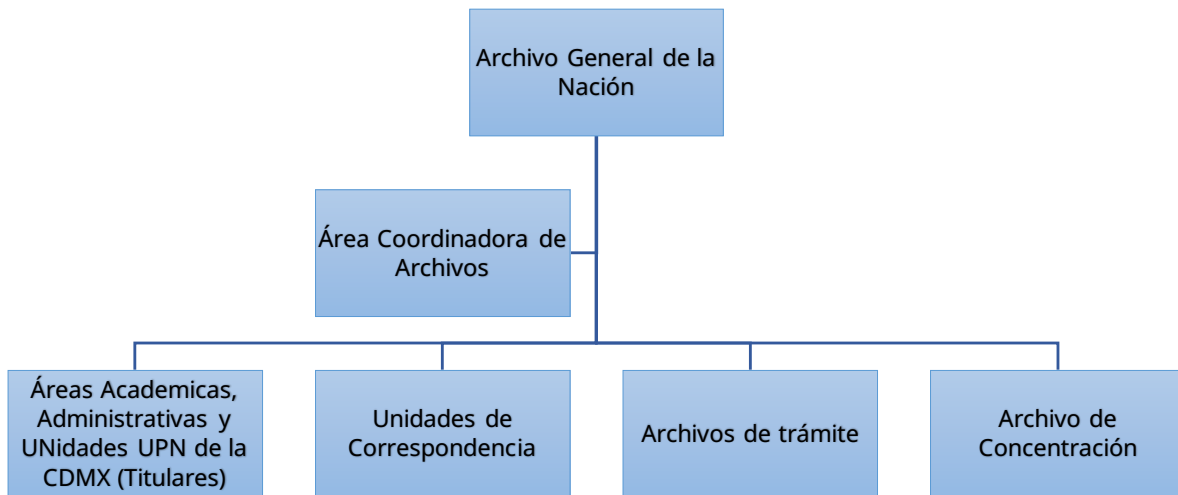 Archivo General de la
Nación
Área Coordinadora de
Archivos
Áreas Academicas,
Administrativas y
UNidades UPN de la
CDMX (Titulares)
Unidades de
Correspondencia
Archivos de trámite
Archivo de
Concentración